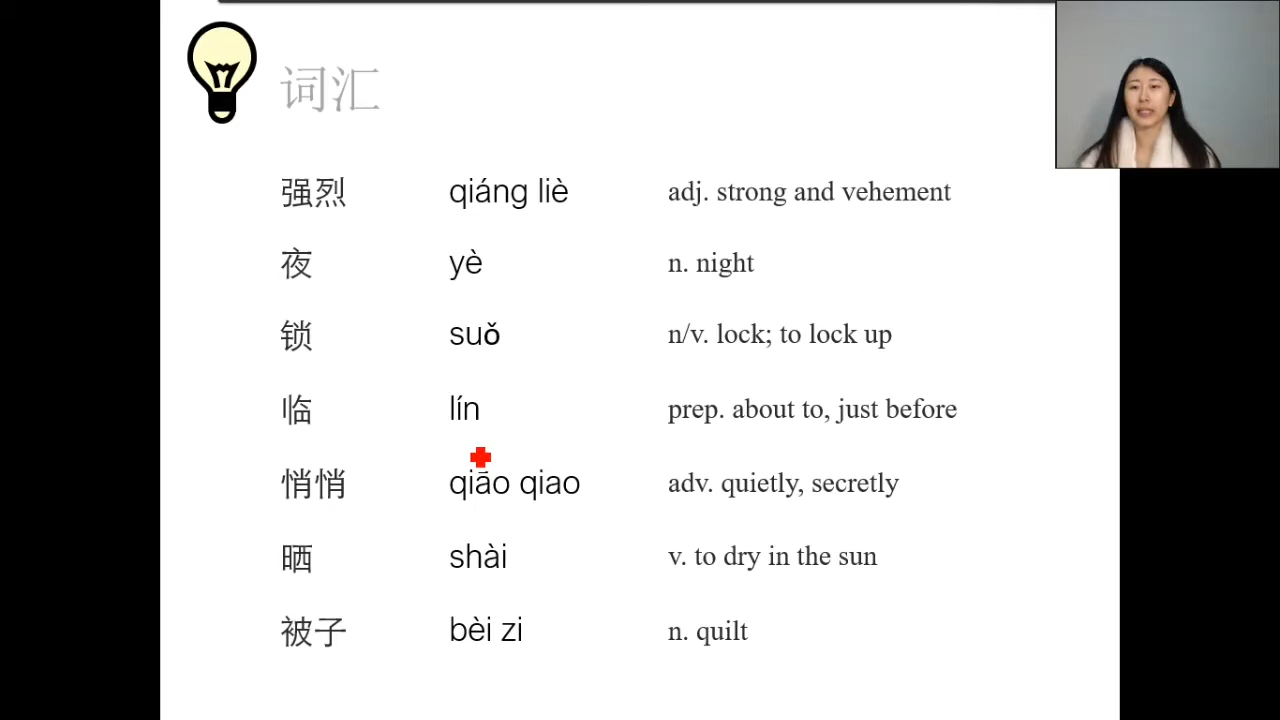 词汇
强烈 qiáng liè adj. strong and vehement
夜 yè n. night
锁 suǒ n/v. lock; to lock up
临 lín prep. about to, just before
悄悄 qiāo qiao adv. quietly, secretly
晒 shài v. to dry in the sun
被子 bèi zi n. quilt